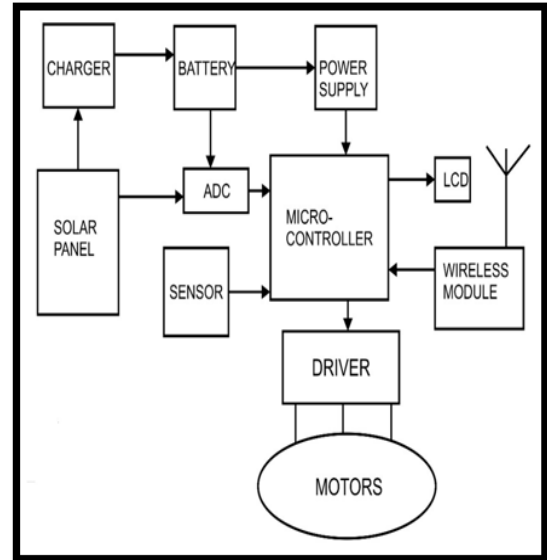 CHARGER
BATTERY
POWER
SUPPLY
SOLAR
PANEL
ADC
MICRO-
CONTROLLER
LCD
SENSOR
WIRELESS
MODULE
DRIVER
MOTORS